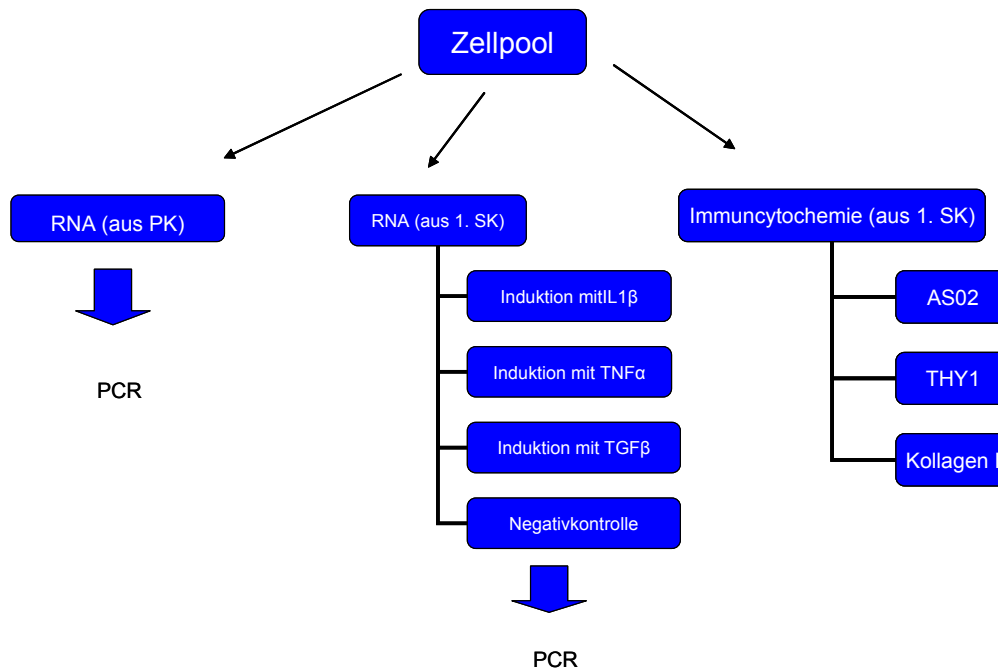 Zellpool
RNA (aus PK)
PCR
RNA (aus 1. SK)
Induktion mitIL1β
Induktion mit TNFα
Induktion mit TGFβ
Negativkontrolle
PCR
Immuncytochemie (aus 1. SK)
AS02
THY1
Kollagen I